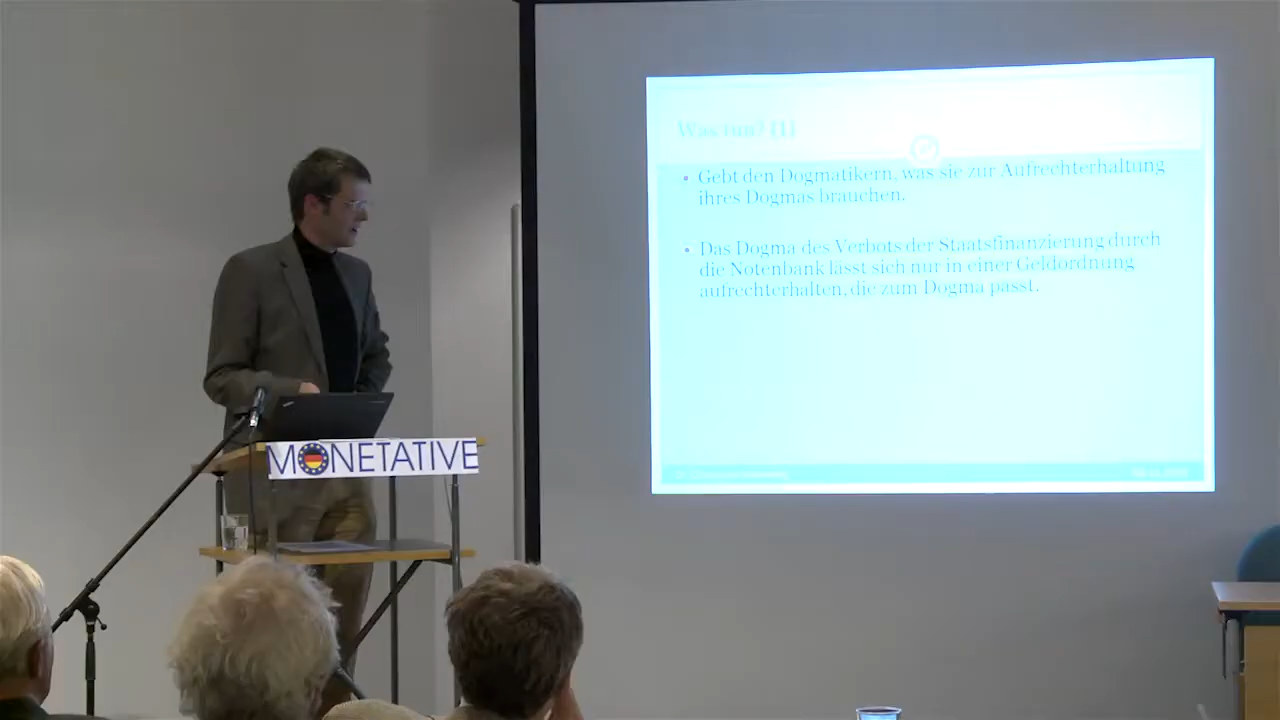 Was tun? (1)
• Gebt den Dogmatikern, was sie zur Aufrechterhaltung
ihres Dogmas brauchen.
• Das Dogma des Verbots der Staatsfinanzierung durch
die Notenbank lässt sich nur in einer Geldordnung
aufrechterhalten, die zum Dogma passt.
MONETATIVE